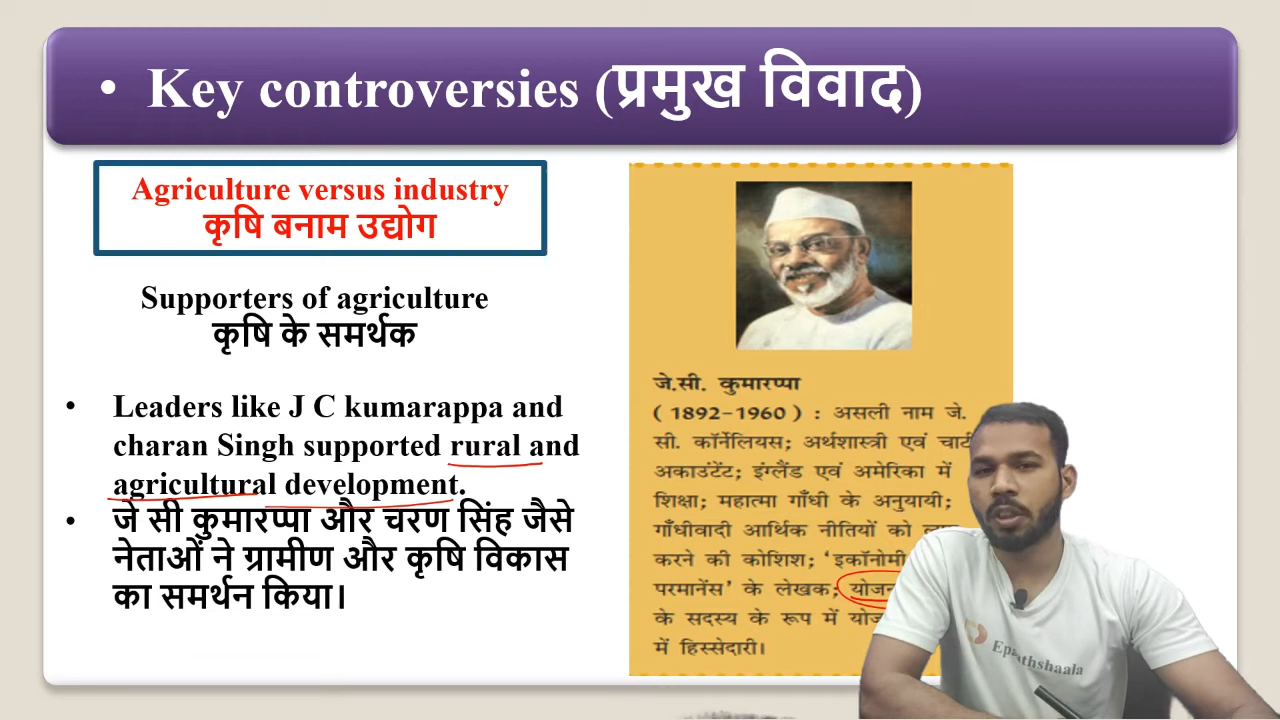 • Key controversies (प्रमुख विवाद)
Agriculture versus industry
कृषि बनाम उद्योग
Supporters of agriculture
कृषि के समर्थक
• Leaders like J C kumarappa and
charan Singh supported rural and
agricultural development.
• जे सी कुमारप्पा और चरण सिंह जैसे
नेताओं ने ग्रामीण और कृषि विकास
का समर्थन किया।
जे.सी. कुमारप्पा
(1892-1960) : असली नाम जे.
सी. कॉर्नेलियस; अर्थशास्त्री एवं
अकाउंटेंट; इंग्लैंड एवं अमेरिका में
शिक्षा; महात्मा गाँधी के अनुयायी;
गाँधीवादी आर्थिक नीतियों को
करने की कोशिश; 'इकॉनोमी
परमानेंस' के लेखक;
के सदस्य के रूप में
में हिस्सेदारी।
Epathshaala